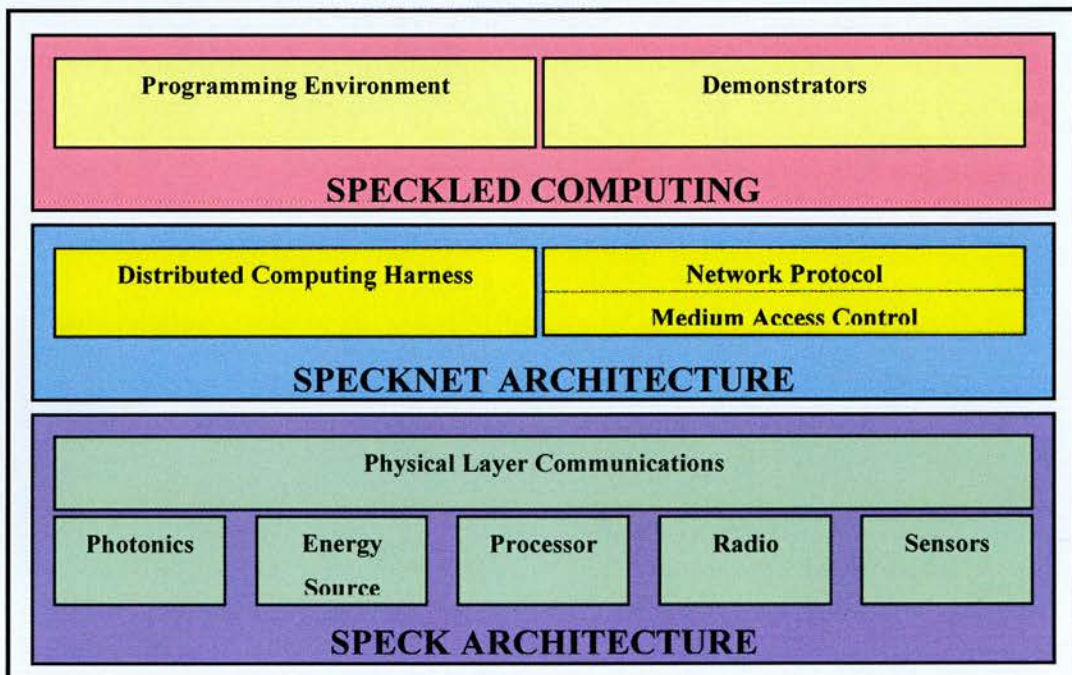 Programming Environment
Demonstrators
SPECKLED COMPUTING
Distributed Computing Harness
Network Protocol
Medium Access Control
SPECKNET ARCHITECTURE
Physical Layer Communications
Photonics
Energy
Source
Processor
Radio
Sensors
SPECK ARCHITECTURE